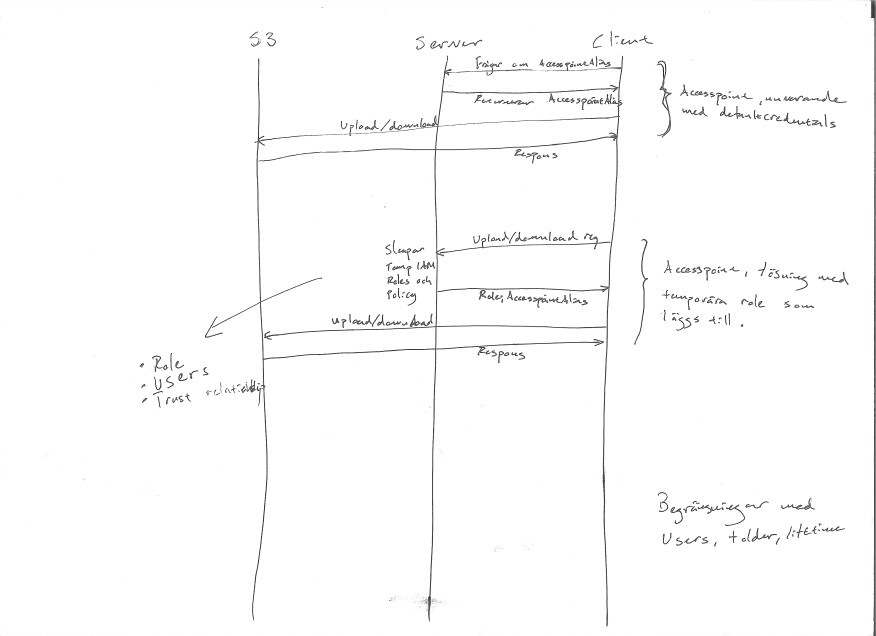 S3
Server
Client
Frågar om AccesspointAlias
Returnerar AccesspointAlias
Accesspoint, nuvarande
med defaultcredentials
Upload/download
Respons
Upload/download req
Skapar
Temp IAM
Roles och
Policy
Role, AccesspointAlias
Accesspoint, lösning med
temporära role som
läggs till.
Upload/download
Respons
• Role
• Users
• Trust relationship
Begränsningar med
Users, folder, lifetime